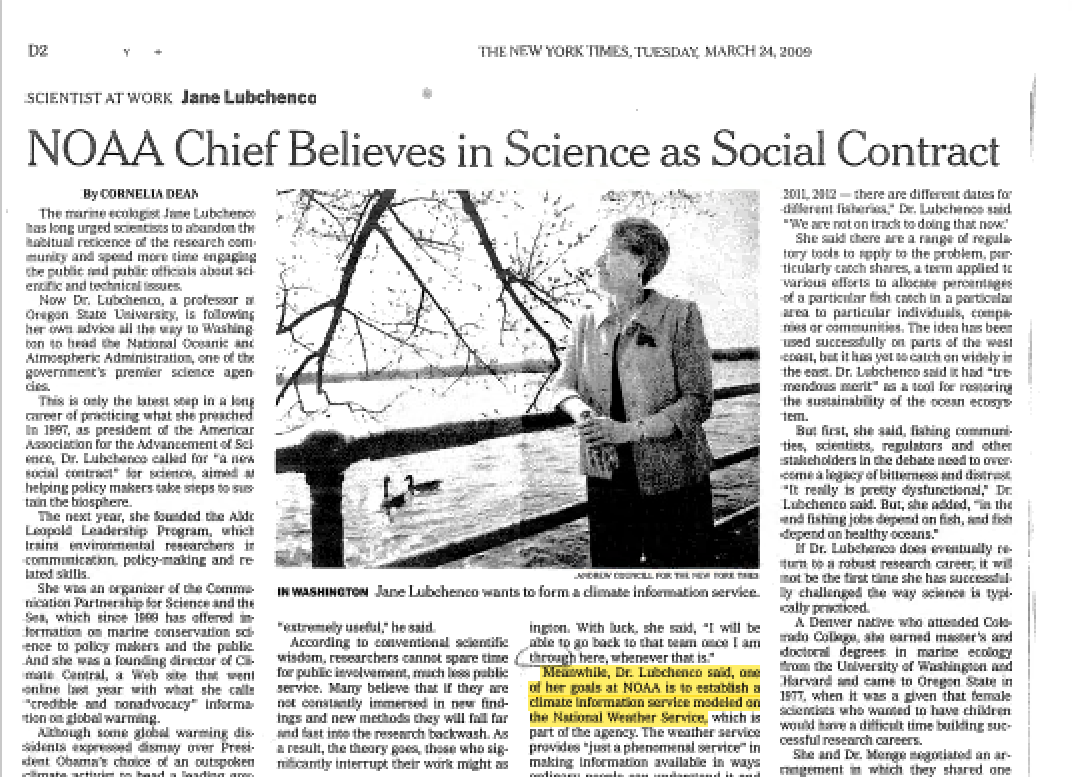 D2
THE NEW YORK TIMES, TUESDAY, MARCH 24, 2009
SCIENTIST AT WORK Jane Lubchenco
NOAA Chief Believes in Science as Social Contract
By CORNELIA DEAN
The marine ecologist Jane Lubchenco
has long urged scientists to abandon the
habitual reticence of the research com-
munity and spend more time engaging
the public and public officials about sci-
entific and technical issues.
Now Dr. Lubchenco, a professor at
Oregon State University, is following
her own advice all the way to Washing-
ton to head the National Oceanic and
Atmospheric Administration, one of the
government's premier science agen-
cies.
This is only the latest step in a long
career of practicing what she preached.
In 1997, as president of the American
Association for the Advancement of Sci-
ence, Dr. Lubchenco called for "a new
social contract" for science, aimed at
helping policy makers take steps to sus-
tain the biosphere.
The next year, she founded the Aldo
Leopold Leadership Program, which
trains environmental researchers in
communication, policy-making and re-
lated skills.
She was an organizer of the Commu-
nication Partnership for Science and the
Sea, which since 1999 has offered in-
formation on marine conservation sci-
ence to policy makers and the public.
And she was a founding director of Cli-
mate Central, a Web site that went
online last year with what she calls
"credible and nonadvocacy" informa-
tion on global warming.
Although some global warming dis-
sidents expressed dismay over Presi-
dent Obama's choice of an outspoken
climate activist to head a leading gov-
ANDREW COUNCILL FOR THE NEW YORK TIMES
IN WASHINGTON Jane Lubchenco wants to form a climate information service.
"extremely useful," he said.
According to conventional scientific
wisdom, researchers cannot spare time
for public involvement, much less public
service. Many believe that if they are
not constantly immersed in new find-
ings and new methods they will fall far
and fast into the research backwash. As
a result, the theory goes, those who sig-
nificantly interrupt their work might as
ington. With luck, she said, "I will be
able to go back to that team once I am
through here, whenever that is."
Meanwhile, Dr. Lubchenco said, one
of her goals at NOAA is to establish a
climate information service modeled on
the National Weather Service, which is
part of the agency. The weather service
provides "just a phenomenal service" in
making information available in ways
ordinary people can understand it and
2011, 2012 — there are different dates for
different fisheries," Dr. Lubchenco said.
"We are not on track to doing that now."
She said there are a range of regula-
tory tools to apply to the problem, par-
ticularly catch shares, a term applied to
various efforts to allocate percentages
of a particular fish catch in a particular
area to particular individuals, compa-
nies or communities. The idea has been
used successfully on parts of the west
coast, but it has yet to catch on widely in
the east. Dr. Lubchenco said it had "tre-
mendous merit" as a tool for restoring
the sustainability of the ocean ecosys-
tem.
But first, she said, fishing communi-
ties, scientists, regulators and other
stakeholders in the debate need to over-
come a legacy of bitterness and distrust.
"It really is pretty dysfunctional," Dr.
Lubchenco said. But, she added, "in the
end fishing jobs depend on fish, and fish
depend on healthy oceans."
If Dr. Lubchenco does eventually re-
turn to a robust research career, it will
not be the first time she has successful-
ly challenged the way science is typi-
cally practiced.
A Denver native who attended Colo-
rado College, she earned master's and
doctoral degrees in marine ecology
from the University of Washington and
Harvard and came to Oregon State in
1977, when it was a given that female
scientists who wanted to have children
would have a difficult time building suc-
cessful research careers.
She and Dr. Menge negotiated an ar-
rangement in which they shared one